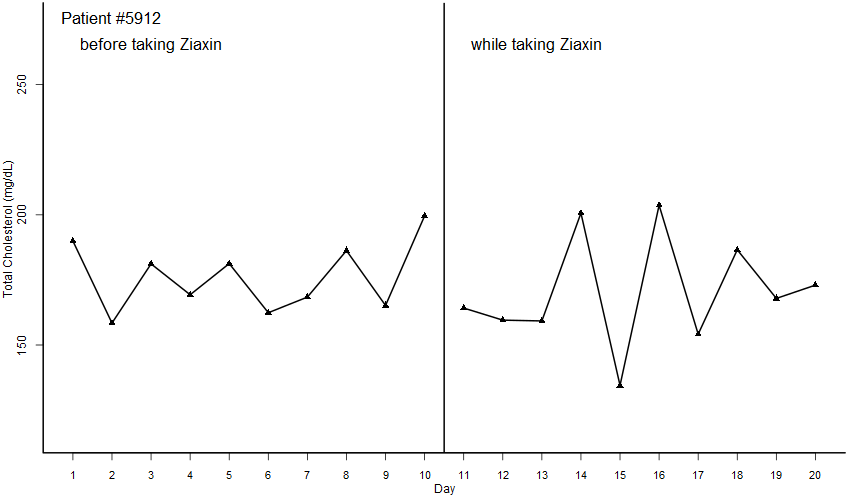 Patient #5912
before taking Ziaxin
while taking Ziaxin
Total Cholesterol (mg/dL)
250
200
150
1 2 3 4 5 6 7 8 9 10 11 12 13 14 15 16 17 18 19 20
Day